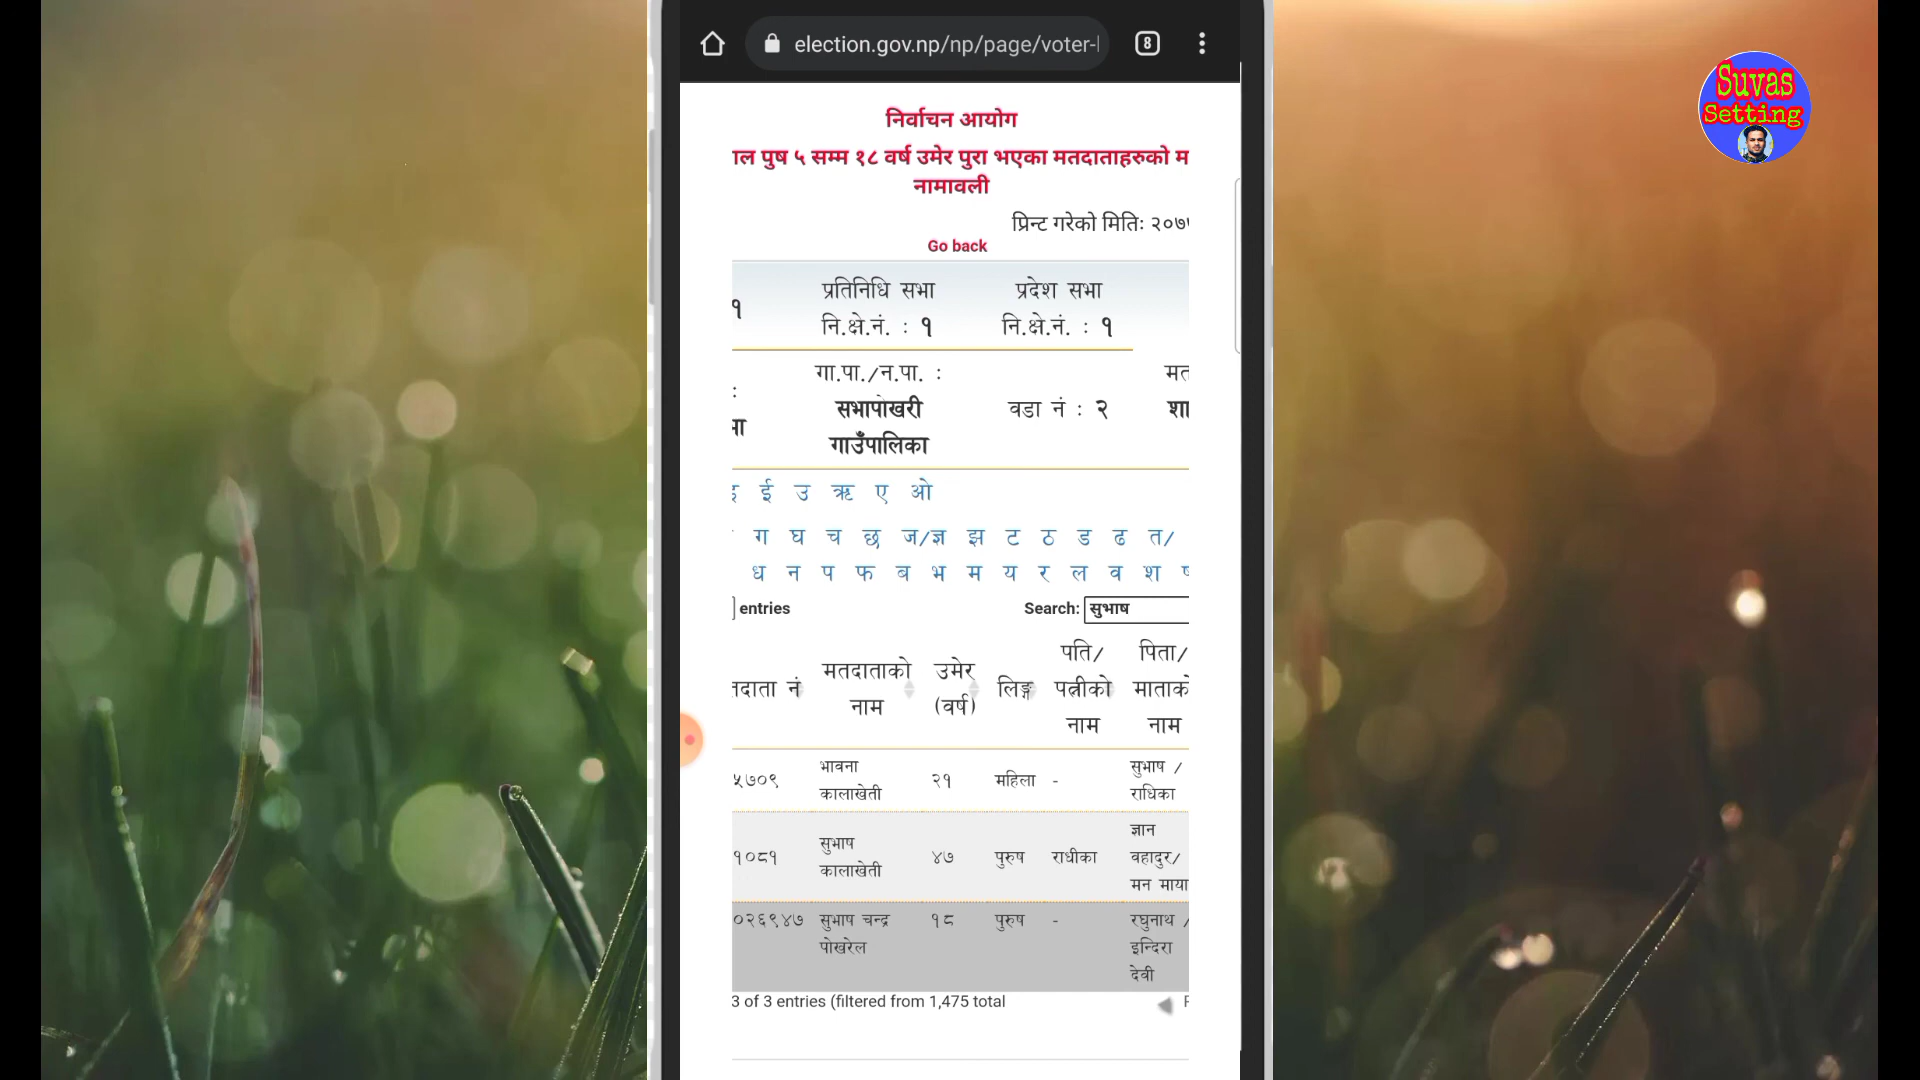 election.gov.np/np/page/voter-l
8
Suvas
Setting
निर्वाचन आयोग
ाल पुष ५ सम्म १८ वर्ष उमेर पुरा भएका मतदाताहरुको म
नामावली
प्रिन्ट गरेको मितिः २०७
Go back
१ प्रतिनिधि सभा प्रदेश सभा
नि.क्षे.नं. : १ नि.क्षे.नं. : १
गा.पा./न.पा. : मत
: सभापोखरी वडा नं : २ शा
गाउँपालिका
इ ई उ ऋ ए ओ
ग घ च छ ज/ज्ञ झ ट ठ ड ढ त/
ध न प फ ब भ म य र ल व श ष
entries Search: सुभाष
तदाता नं मतदाताको नाम उमेर (वर्ष) लिङ्ग पति/ पत्नीको नाम पिता/ माताको नाम
५७०९ भावना कालाखेती २१ महिला - सुभाष / राधिका
१०८१ सुभाष कालाखेती ४७ पुरुष राधीका ज्ञान वहादुर/ मन माया
०२६९४७ सुभाष चन्द्र पोखरेल १८ पुरुष - रघुनाथ / इन्दिरा देवी
3 of 3 entries (filtered from 1,475 total